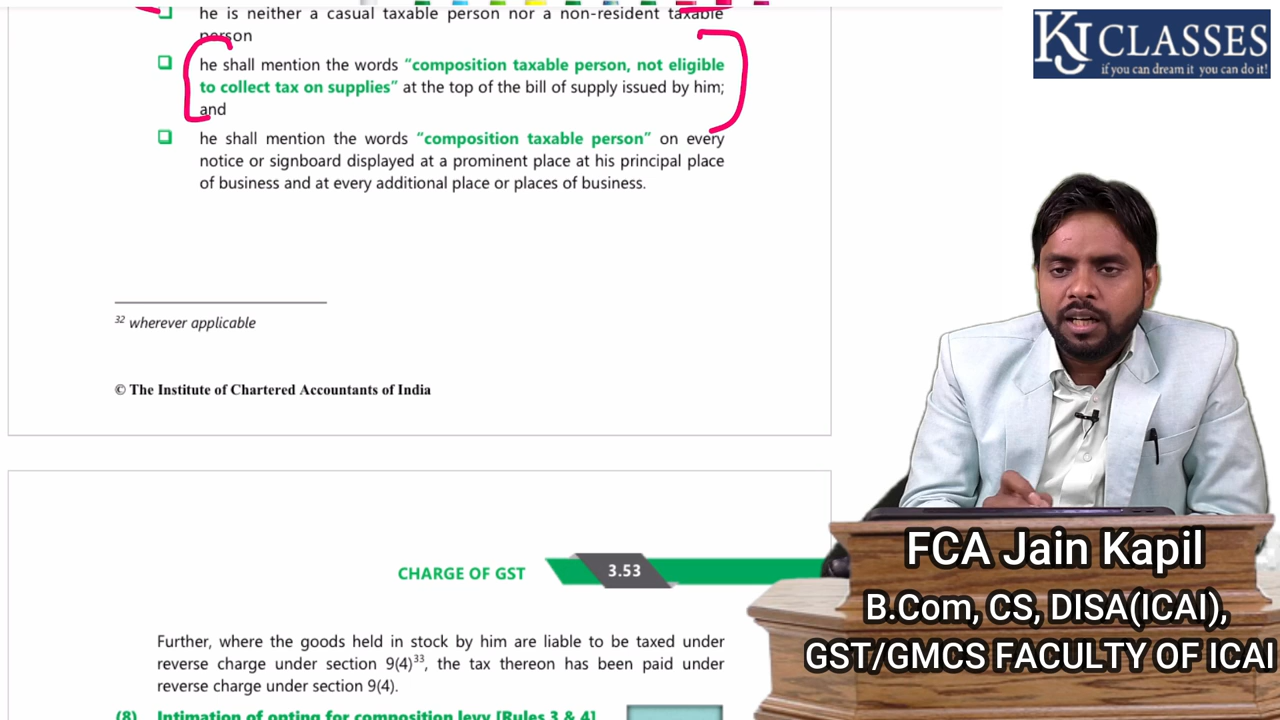 he is neither a casual taxable person nor a non-resident taxable
person
he shall mention the words “composition taxable person, not eligible
to collect tax on supplies” at the top of the bill of supply issued by him;
and
he shall mention the words “composition taxable person” on every
notice or signboard displayed at a prominent place at his principal place
of business and at every additional place or places of business.
32 wherever applicable
© The Institute of Chartered Accountants of India
CHARGE OF GST 3.53
Further, where the goods held in stock by him are liable to be taxed under
reverse charge under section 9(4)33, the tax thereon has been paid under
reverse charge under section 9(4).
(8) Intimation of opting for composition levy [Rules 3 & 4]
KJ CLASSES
if you can dream it you can do it!
FCA Jain Kapil
B.Com, CS, DISA(ICAI),
GST/GMCS FACULTY OF ICAI